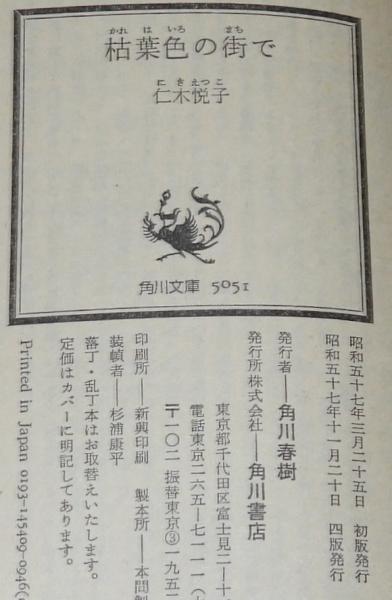 かれ は いろ まち
枯葉色の街で
に き えつ こ
仁木悦子
角川文庫 5051
昭和五十七年三月二十五日 初版発行
昭和五十七年十一月二十日 四版発行
発行者──角川春樹
発行所 株式会社──角川書店
東京都千代田区富士見二─十
電話東京二六五─七一一一
〒一〇二 振替東京③一九五二
印刷所──新興印刷 製本所──本間製
装幀者──杉浦康平
落丁・乱丁本はお取替えいたします。
定価はカバーに明記してあります。
Printed in Japan 0193-145409-0946(